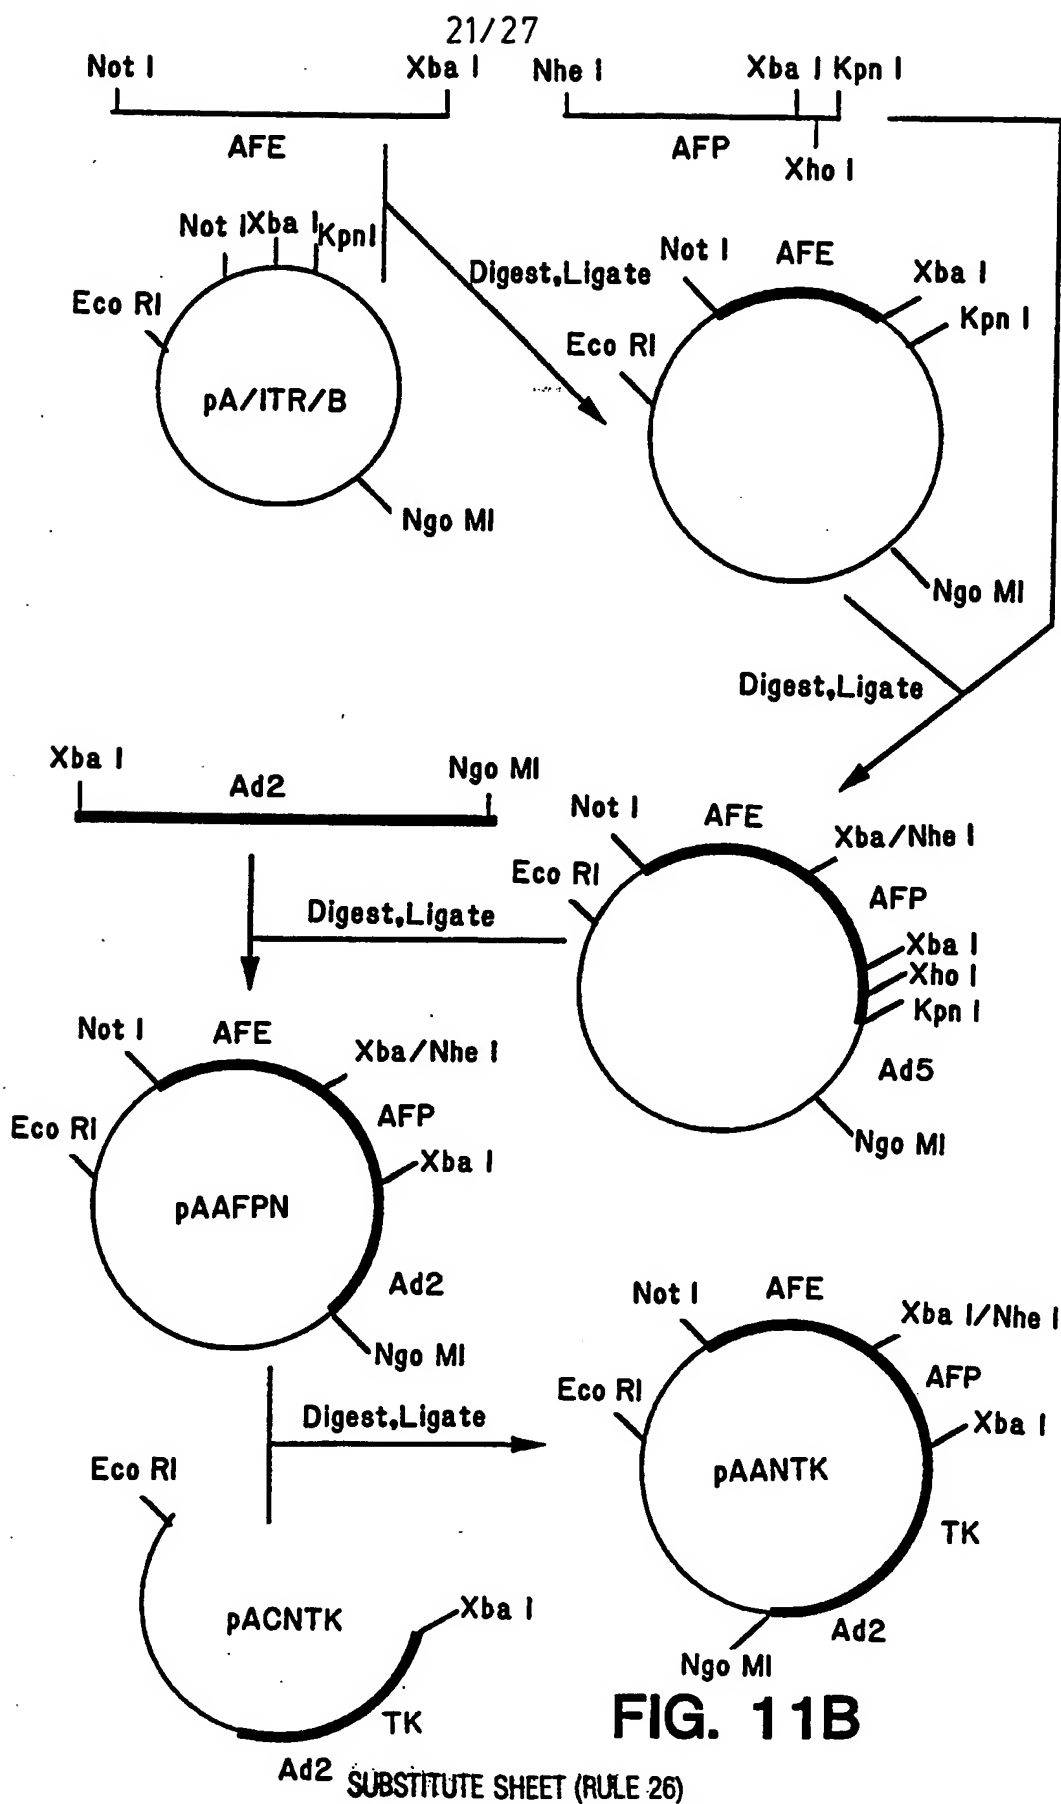 21/27
Not I
Xba I
Nhe I
Xba I
Kpn I
AFE
AFP
Xho I
Not I
Xba I
Kpn I
Eco RI
pA/ITR/B
Ngo MI
Digest,Ligate
Not I
AFE
Xba I
Kpn I
Eco RI
Ngo MI
Digest,Ligate
Xba I
Ad2
Ngo MI
Not I
AFE
Xba/Nhe I
Eco RI
AFP
Xba I
Xho I
Kpn I
Ad5
Ngo MI
Digest,Ligate
Not I
AFE
Xba/Nhe I
Eco RI
AFP
Xba I
pAAFPN
Ad2
Ngo MI
Digest,Ligate
Not I
AFE
Xba I/Nhe I
Eco RI
AFP
Xba I
pAANTK
TK
Ad2
Ngo MI
Eco RI
pACNTK
Xba I
TK
Ad2
FIG. 11B
SUBSTITUTE SHEET (RULE 26)